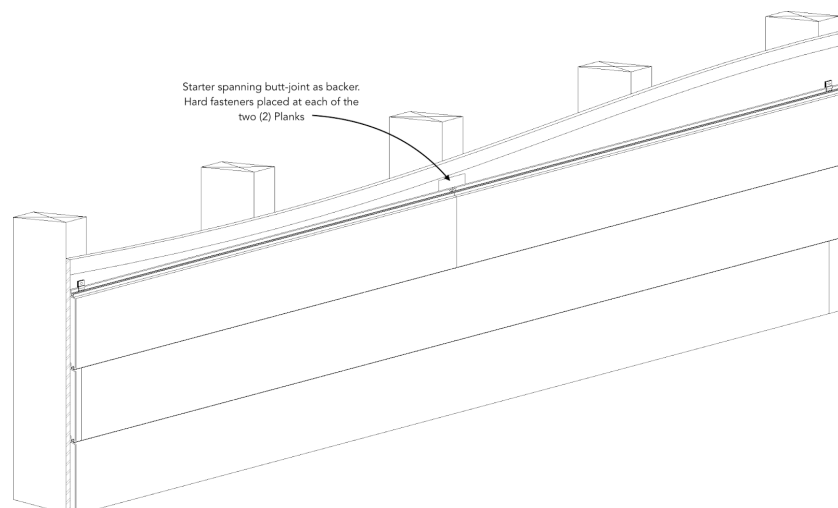 Starter spanning butt-joint as backer.
Hard fasteners placed at each of the
two (2) Planks